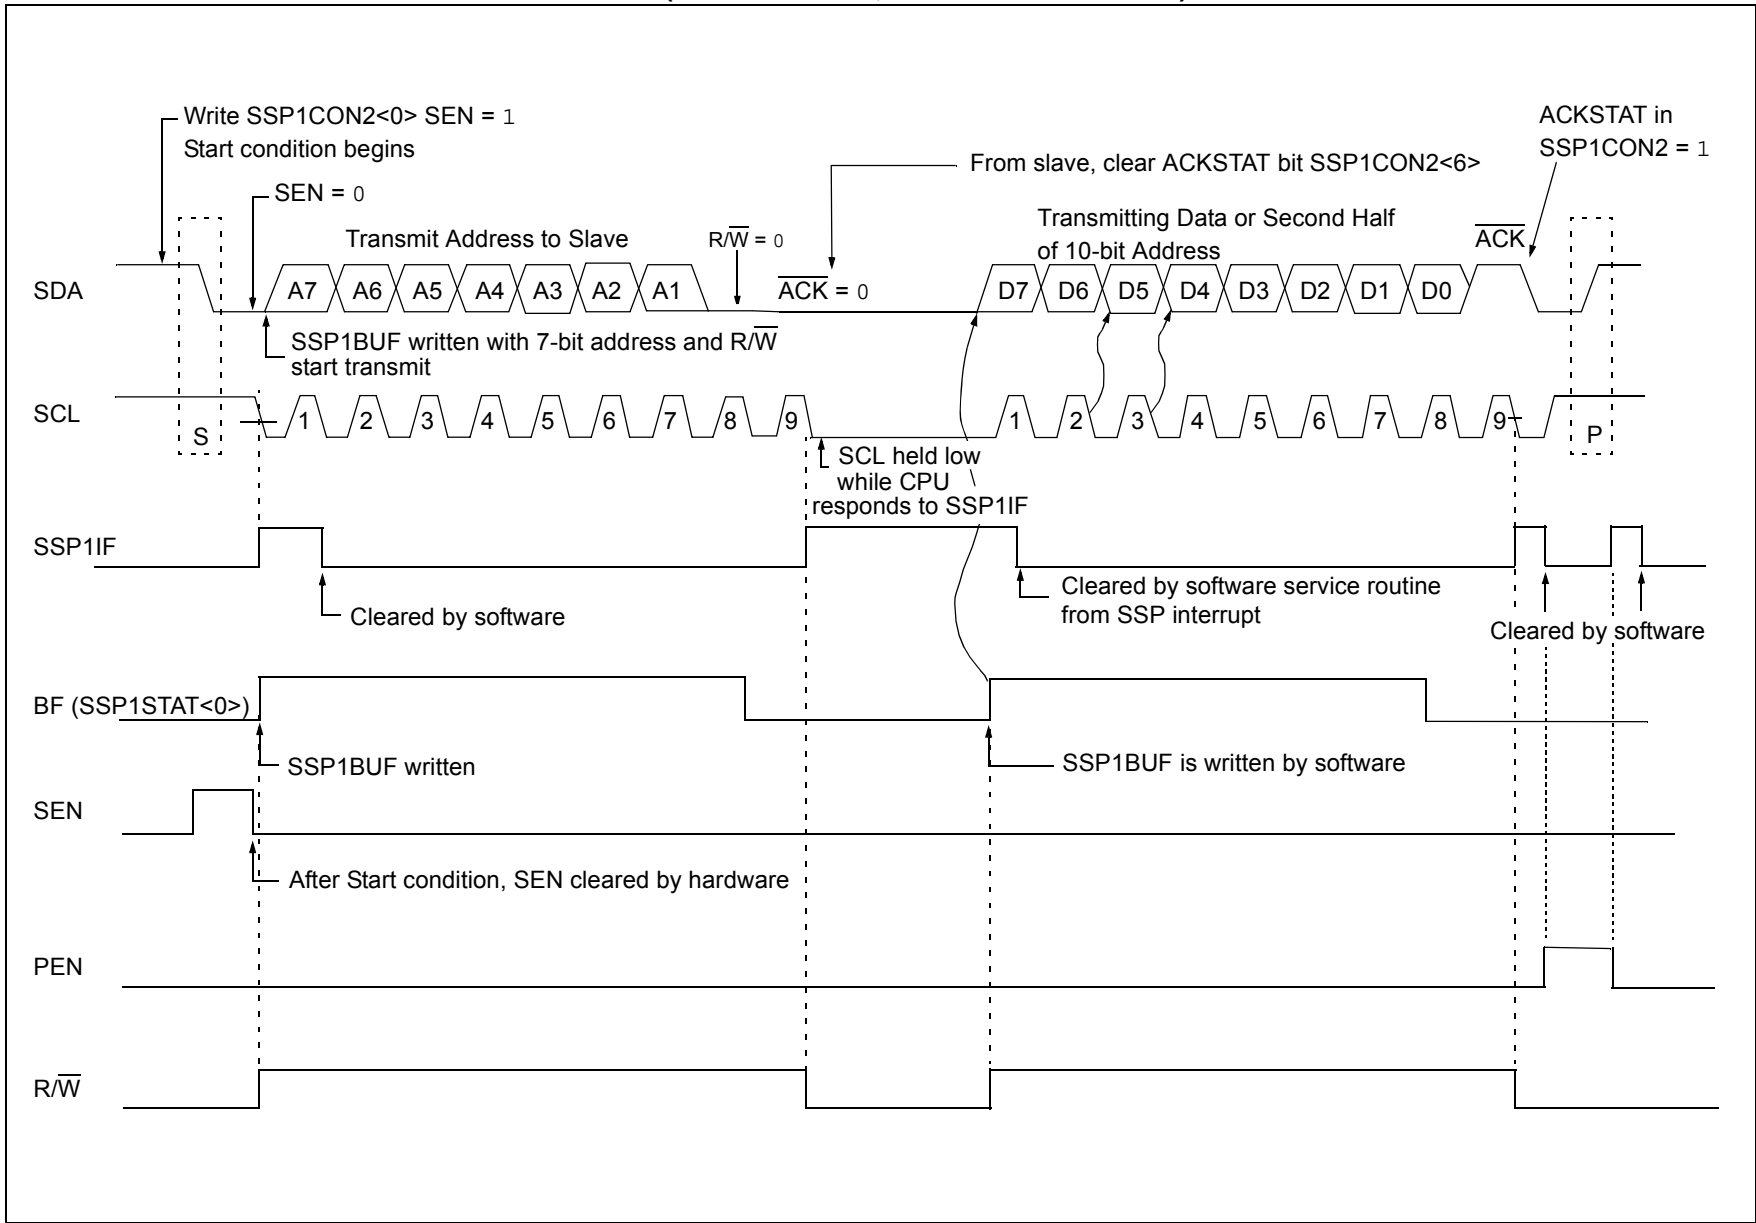 Write SSP1CON2<0> SEN = 1
Start condition begins
ACKSTAT in
SSP1CON2 = 1
From slave, clear ACKSTAT bit SSP1CON2<6>
SEN = 0
Transmitting Data or Second Half
of 10-bit Address
Transmit Address to Slave
R/W̅ = 0
A̅C̅K̅
SDA
A7 A6 A5 A4 A3 A2 A1
A̅C̅K̅ = 0
D7 D6 D5 D4 D3 D2 D1 D0
SSP1BUF written with 7-bit address and R/W̅
start transmit
SCL
S
1 2 3 4 5 6 7 8 9
1 2 3 4 5 6 7 8 9
P
SCL held low
while CPU
responds to SSP1IF
SSP1IF
Cleared by software
Cleared by software service routine
from SSP interrupt
Cleared by software
BF (SSP1STAT<0>)
SSP1BUF written
SSP1BUF is written by software
SEN
After Start condition, SEN cleared by hardware
PEN
R/W̅